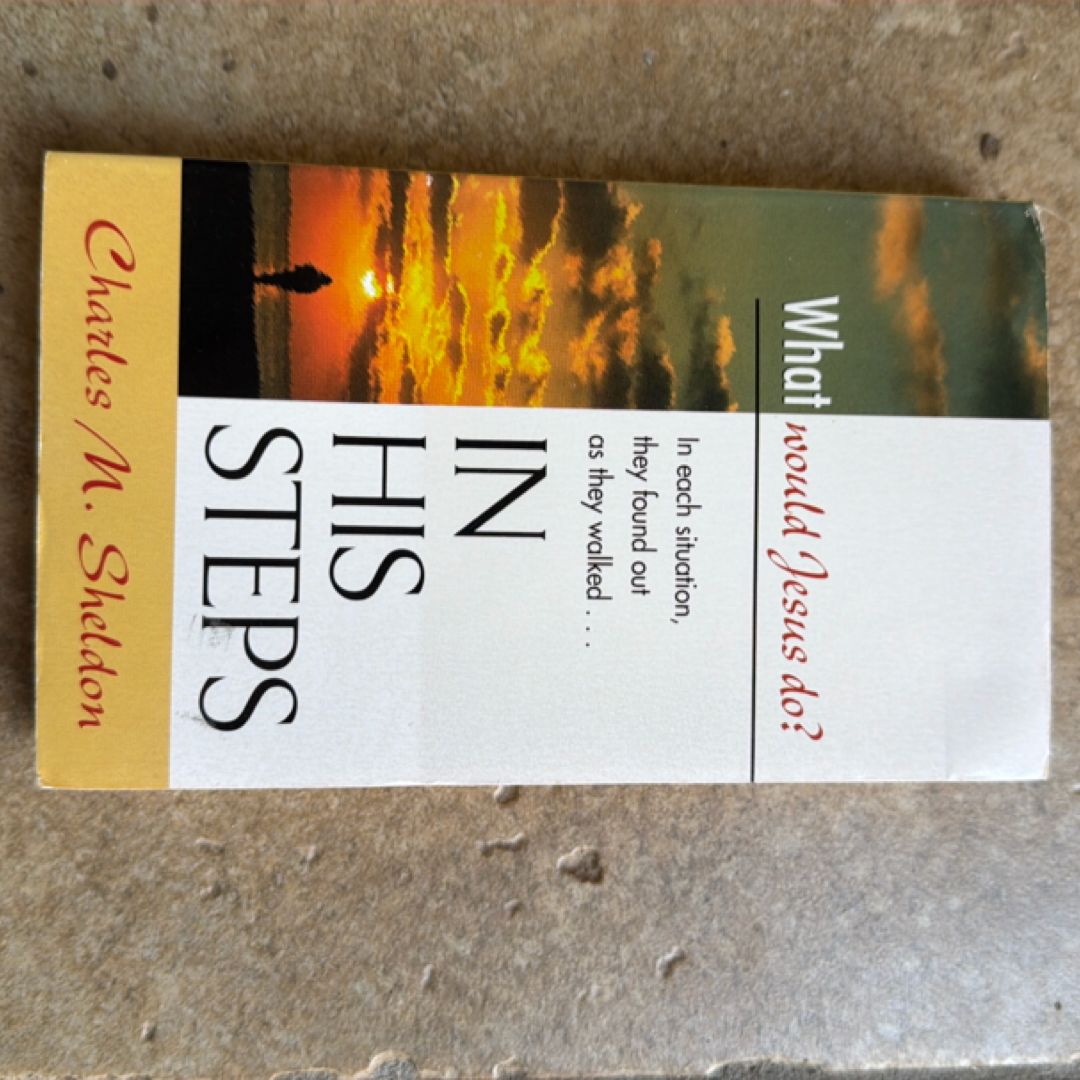 What would Jesus do?
In each situation,
they found out
as they walked . . .
IN
HIS
STEPS
Charles M. Sheldon